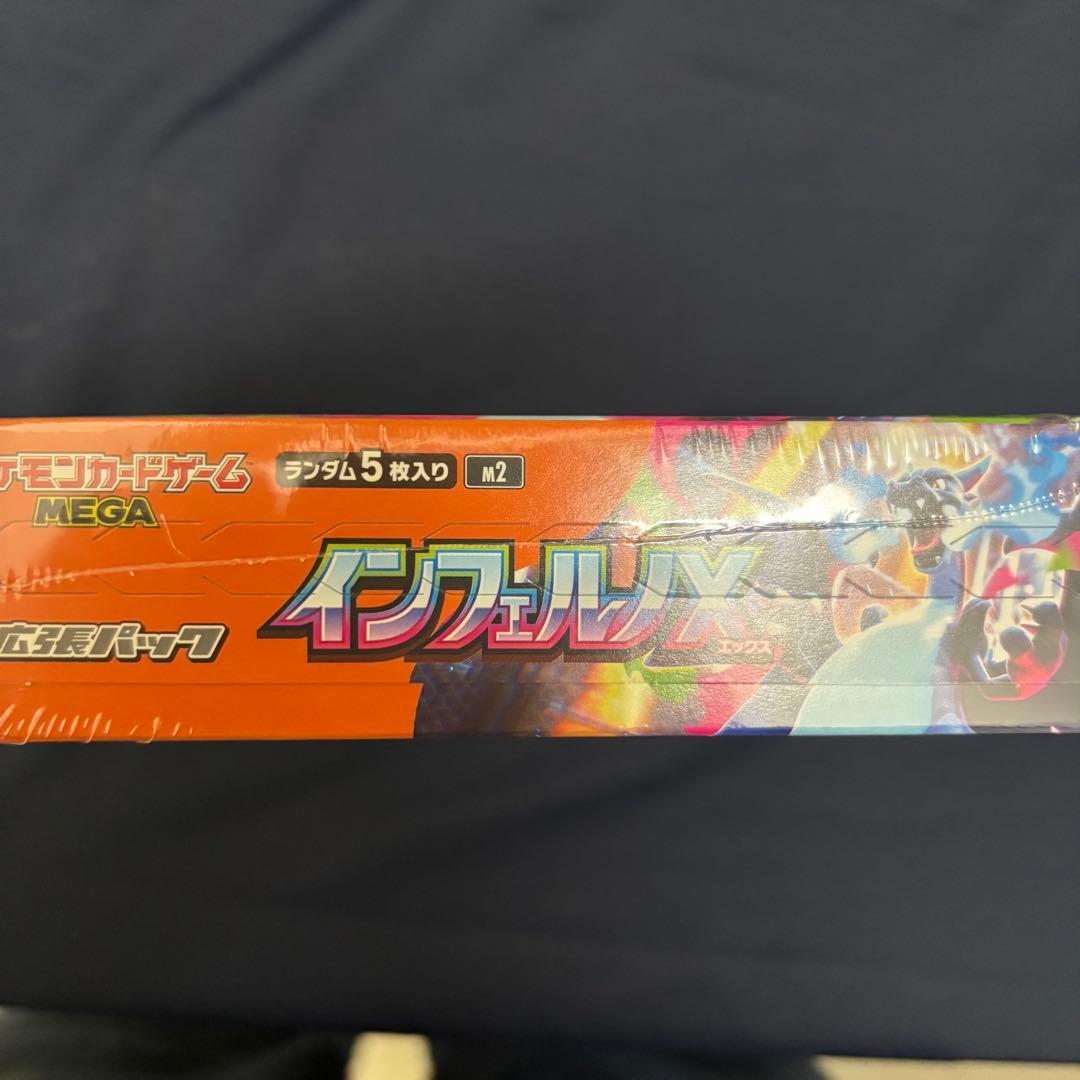 ケモンカードゲーム
MEGA
ランダム5枚入り M2
インフェルノX
エックス
拡張パック